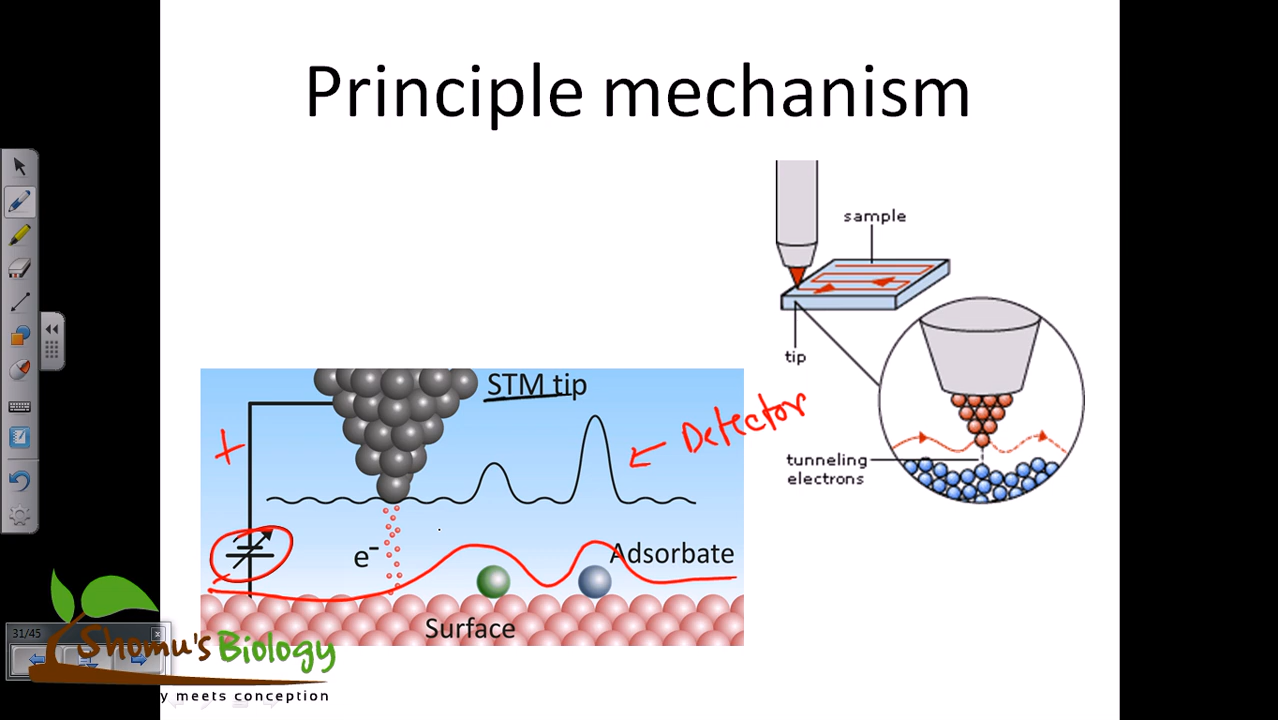 Principle mechanism
sample
tip
tunneling
electrons
STM tip
Detector
+
e-
Adsorbate
Surface
31/45
Shomu's Biology
y meets conception